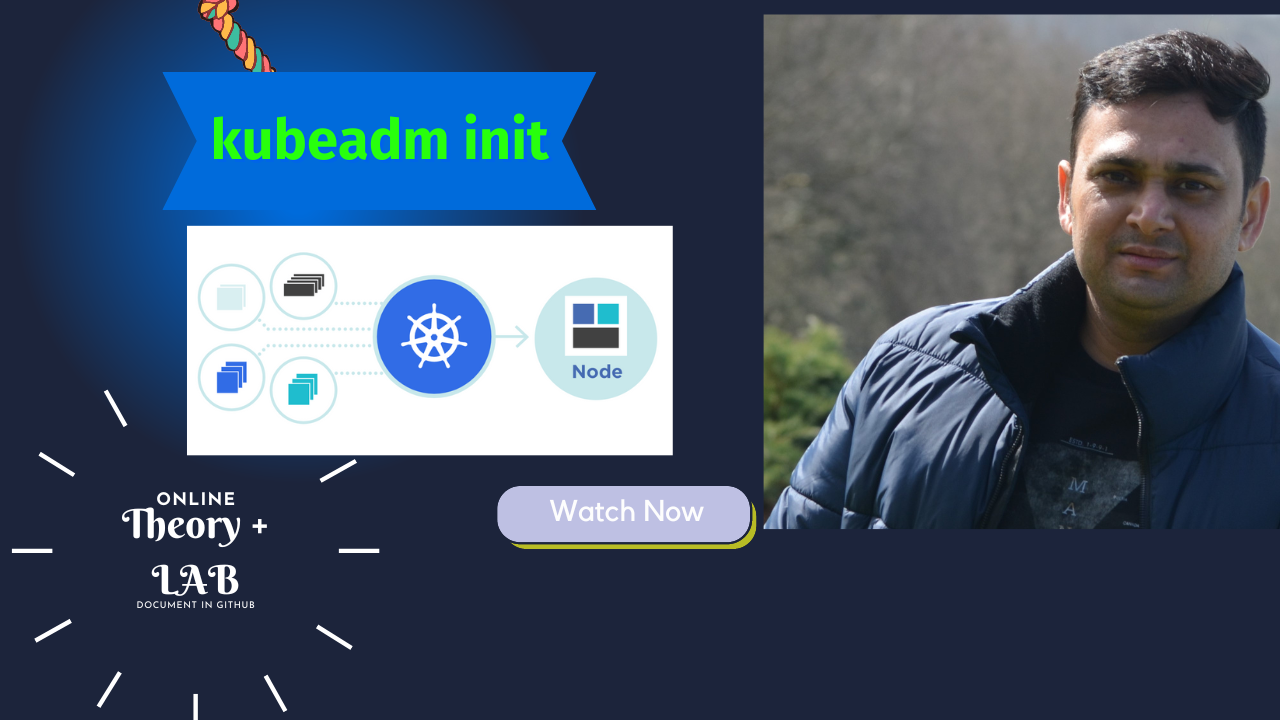 kubeadm init
Node
Watch Now
ONLINE
Theory +
LAB
DOCUMENT IN GITHUB
M
A